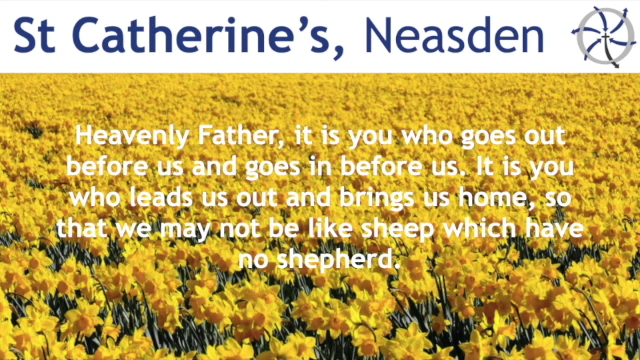 St Catherine's, Neasden
Heavenly Father, it is you who goes out
before us and goes in before us. It is you
who leads us out and brings us home, so
that we may not be like sheep which have
no shepherd.